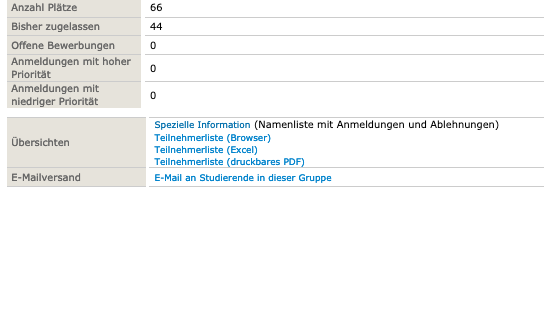 Anzahl Plätze 66
Bisher zugelassen 44
Offene Bewerbungen 0
Anmeldungen mit hoher
Priorität 0
Anmeldungen mit
niedriger Priorität 0
Übersichten
Spezielle Information (Namenliste mit Anmeldungen und Ablehnungen)
Teilnehmerliste (Browser)
Teilnehmerliste (Excel)
Teilnehmerliste (druckbares PDF)
E-Mailversand E-Mail an Studierende in dieser Gruppe